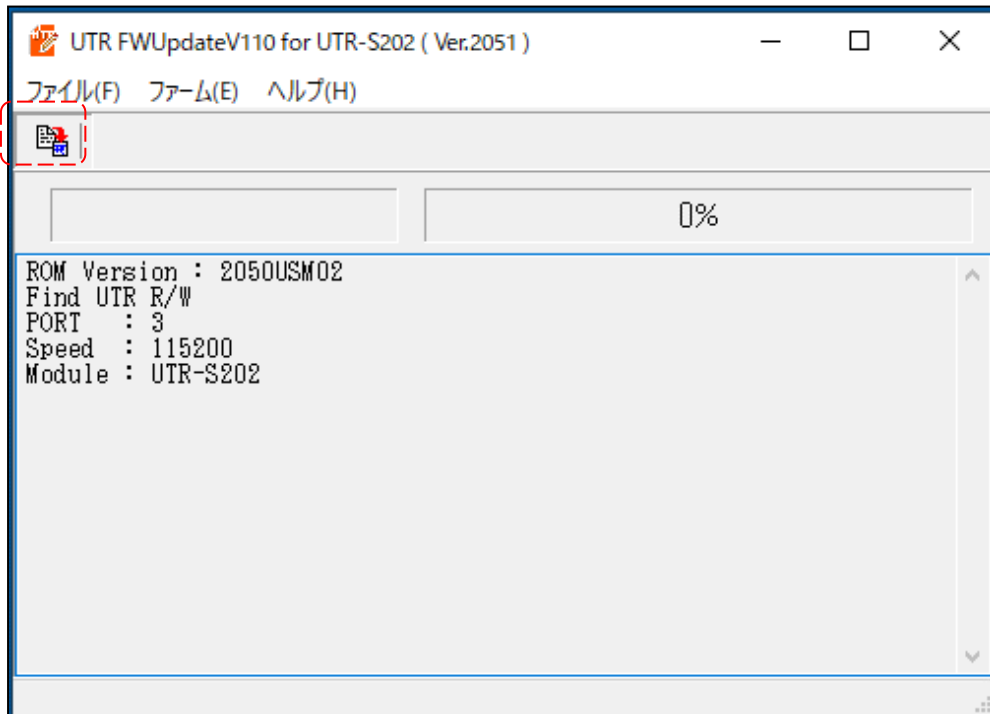 UTR FWUpdateV110 for UTR-S202 ( Ver.2051 )
ファイル(F) ファーム(E) ヘルプ(H)
0%
ROM Version : 2050USM02
Find UTR R/W
PORT : 3
Speed : 115200
Module : UTR-S202